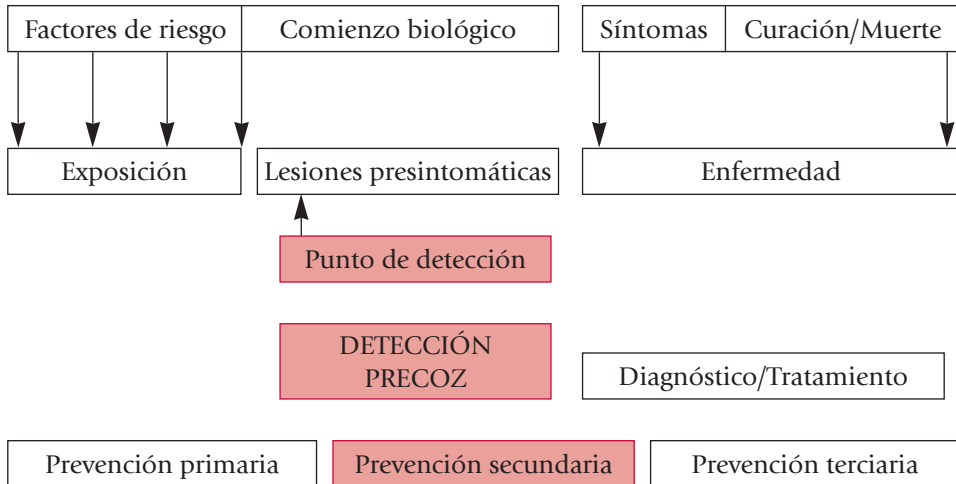 Factores de riesgo
Comienzo biológico
Síntomas
Curación/Muerte
Exposición
Lesiones presintomáticas
Enfermedad
Punto de detección
DETECCIÓN
PRECOZ
Diagnóstico/Tratamiento
Prevención primaria
Prevención secundaria
Prevención terciaria